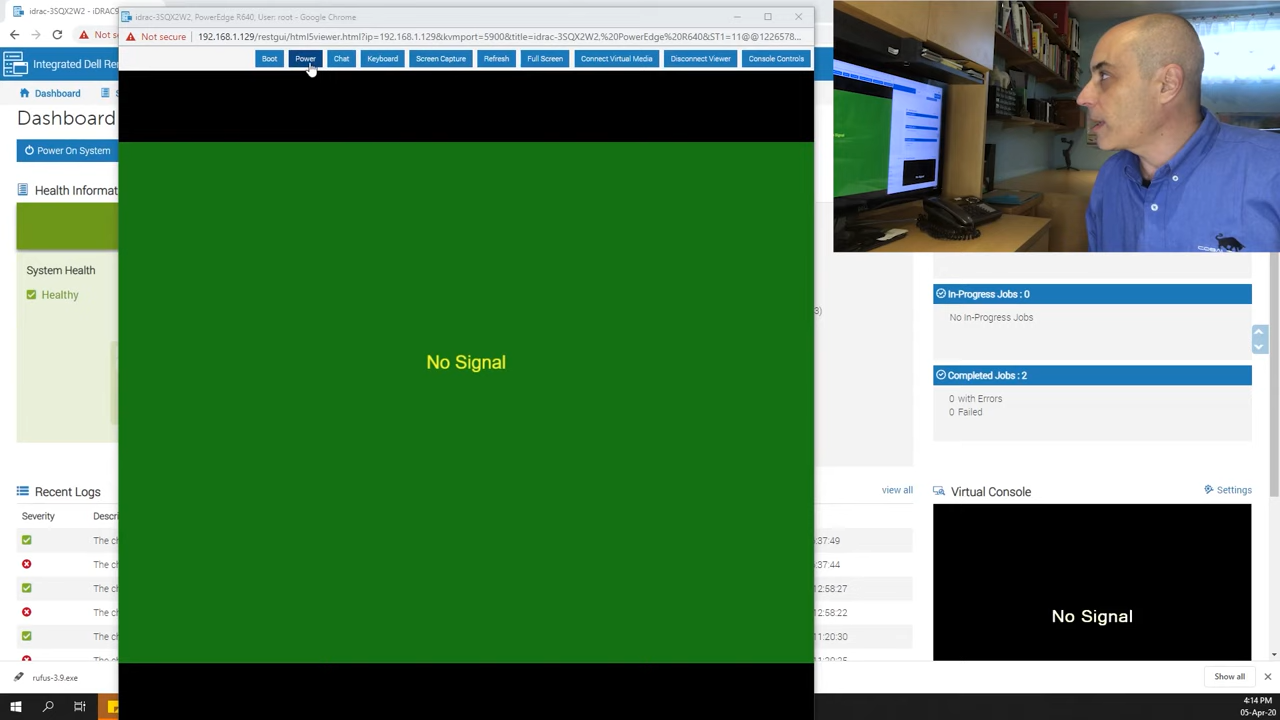 idrac-3SQX2W2 - iDRAC9
idrac-3SQX2W2, PowerEdge R640, User: root - Google Chrome
Not secure
192.168.1.129/restgui/html5viewer.html?ip=192.168.1.129&kvmport=5900&title=idrac-3SQX2W2,%20PowerEdge%20R640&ST1=11@@1226578...
Boot
Power
Chat
Keyboard
Screen Capture
Refresh
Full Screen
Connect Virtual Media
Disconnect Viewer
Console Controls
Integrated Dell Re
Dashboard
Dashboard
Power On System
Health Informat
System Health
Healthy
No Signal
In-Progress Jobs : 0
No In-Progress Jobs
Completed Jobs : 2
0 with Errors
0 Failed
Recent Logs
view all
Virtual Console
Settings
Severity
Descri
The ch
:37:49
The ch
:37:44
The ch
12:58:27
The ch
12:58:22
The ch
11:20:30
No Signal
rufus-3.9.exe
Show all
4:14 PM
05-Apr-20